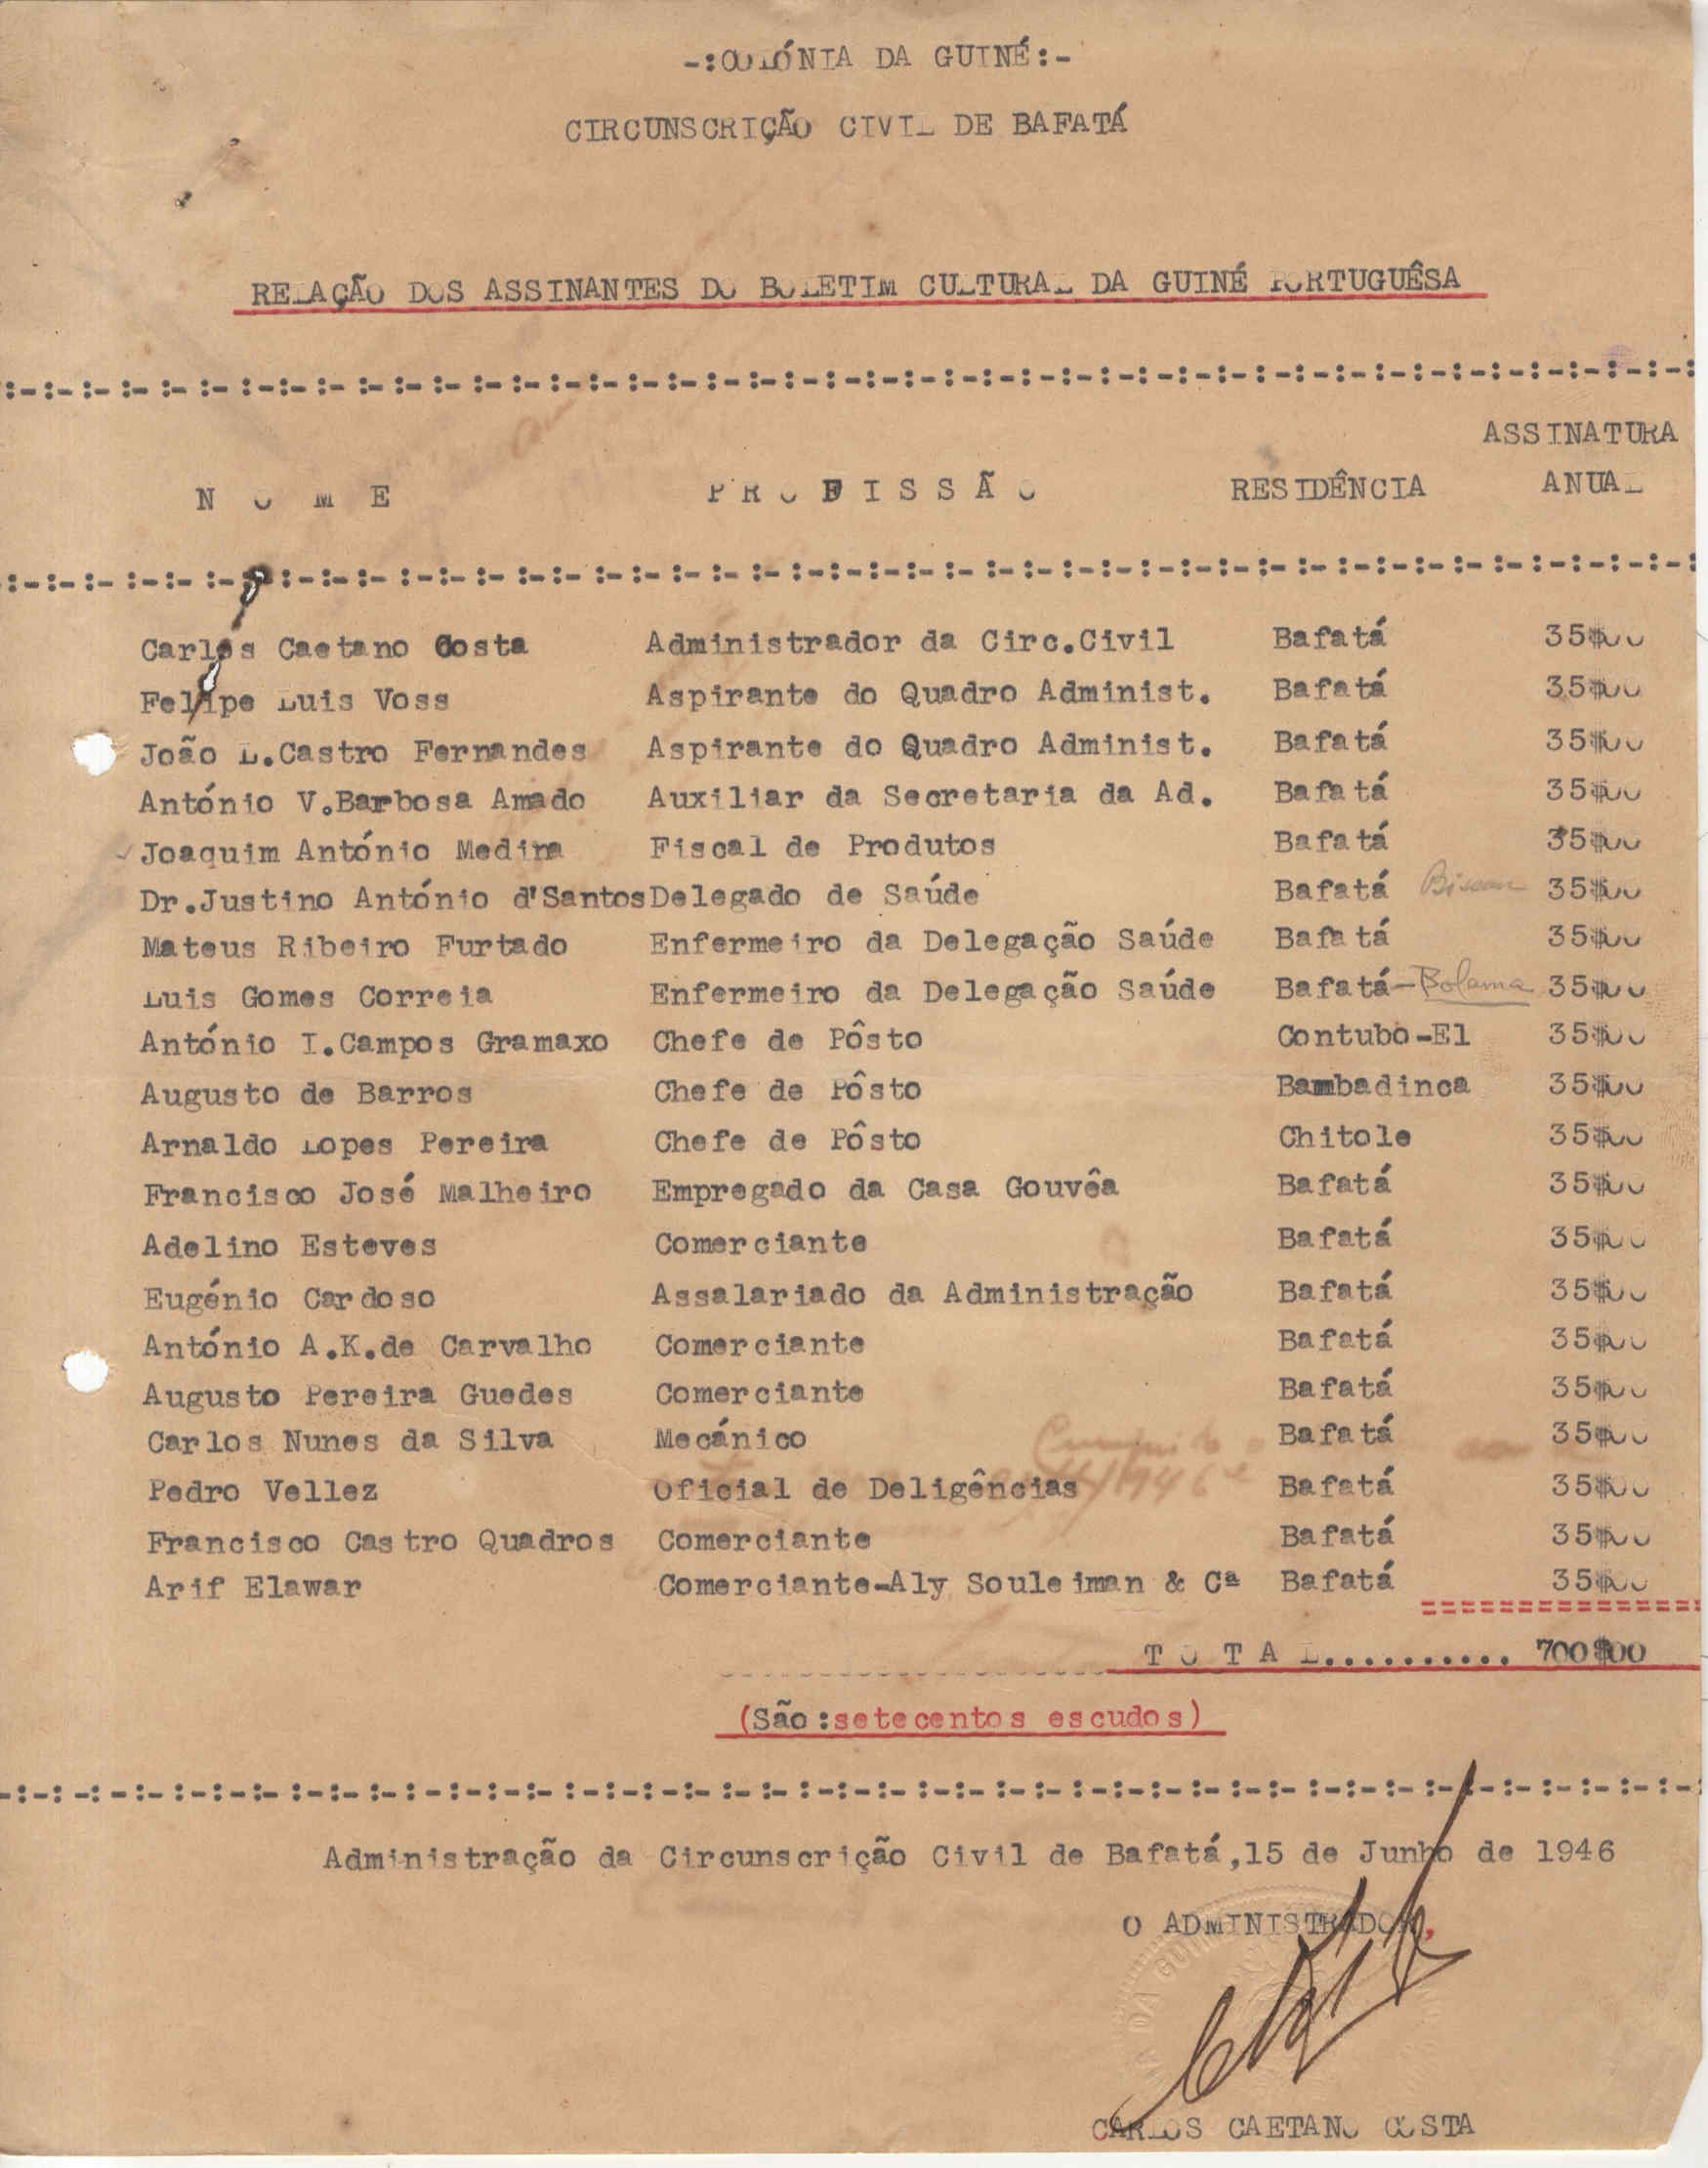 -:COLÓNIA DA GUINÉ:-
CIRCUNSCRIÇÃO CIVIL DE BAFATÁ
RELAÇÃO DOS ASSINANTES DO BOLETIM CULTURAL DA GUINÉ PORTUGUÊSA
ASSINATURA
N O M E PROFISSÃO RESIDÊNCIA ANUAL
Carlos Caetano Costa Administrador da Circ.Civil Bafatá 35$00
Felipe Luis Voss Aspirante do Quadro Administ. Bafatá 35$00
João L.Castro Fernandes Aspirante do Quadro Administ. Bafatá 35$00
António V.Barbosa Amado Auxiliar da Secretaria da Ad. Bafatá 35$00
Joaquim António Medina Fiscal de Produtos Bafatá 35$00
Dr.Justino António d'Santos Delegado de Saúde Bafatá Bissau 35$00
Mateus Ribeiro Furtado Enfermeiro da Delegação Saúde Bafatá 35$00
Luis Gomes Correia Enfermeiro da Delegação Saúde Bafatá-Bolama 35$00
António I.Campos Gramaxo Chefe de Pôsto Contubo-El 35$00
Augusto de Barros Chefe de Pôsto Bambadinca 35$00
Arnaldo Lopes Pereira Chefe de Pôsto Chitole 35$00
Francisco José Malheiro Empregado da Casa Gouvêa Bafatá 35$00
Adelino Esteves Comerciante Bafatá 35$00
Eugénio Cardoso Assalariado da Administração Bafatá 35$00
António A.K.de Carvalho Comerciante Bafatá 35$00
Augusto Pereira Guedes Comerciante Bafatá 35$00
Carlos Nunes da Silva Mecánico Bafatá 35$00
Pedro Vellez Oficial de Deligências Bafatá 35$00
Francisco Castro Quadros Comerciante Bafatá 35$00
Arif Elawar Comerciante-Aly Souleiman & Cª Bafatá 35$00
T O T A L.......... 700$00
(São:setecentos escudos)
Administração da Circunscrição Civil de Bafatá,15 de Junho de 1946
O ADMINISTRADOR,
CARLOS CAETANO COSTA